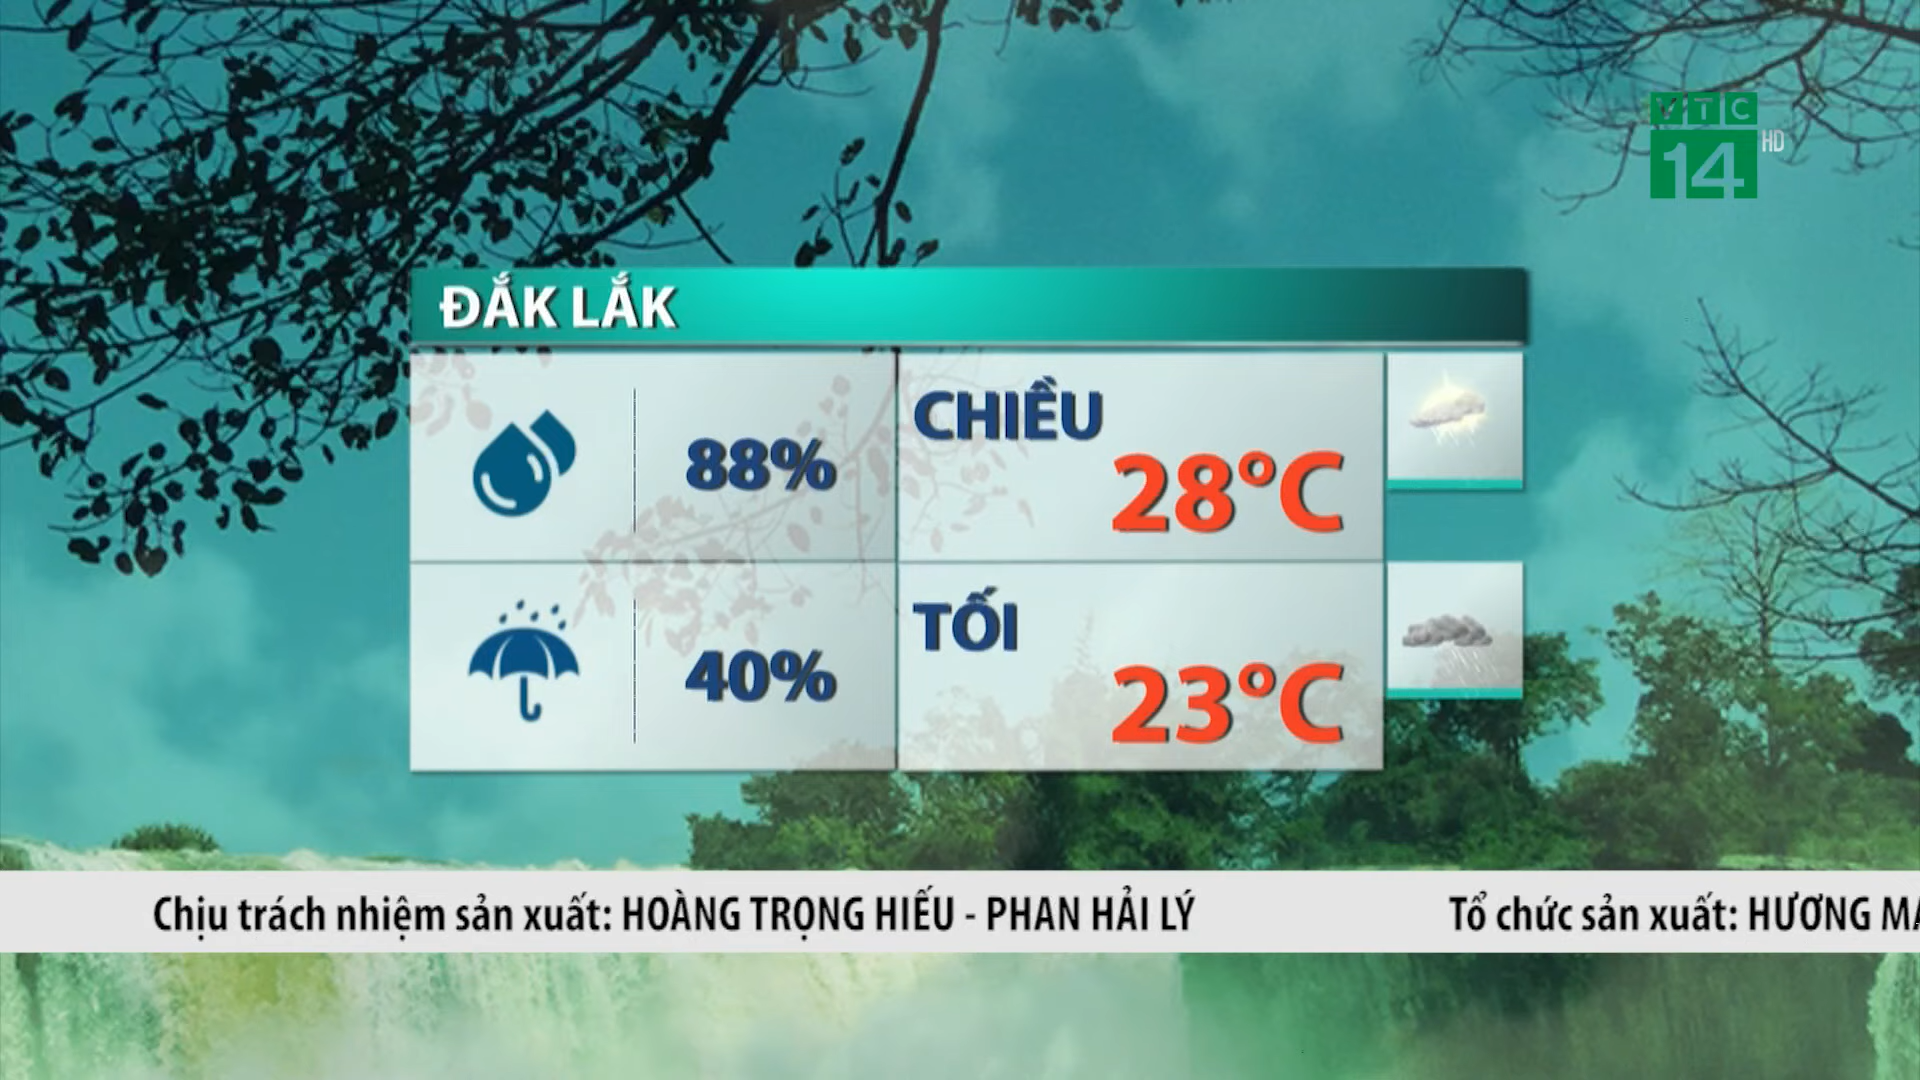 VTC
14 HD
ĐẮK LẮK
88%
CHIỀU
28°C
40%
TỐI
23°C
Chịu trách nhiệm sản xuất: HOÀNG TRỌNG HIẾU - PHAN HẢI LÝ
Tổ chức sản xuất: HƯƠNG